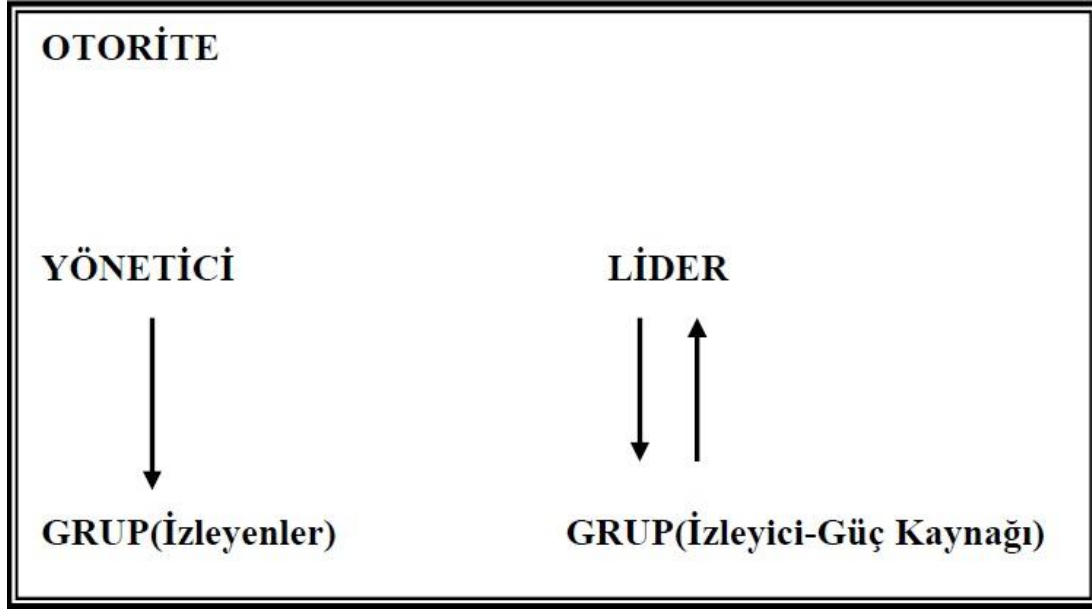 OTORİTE
YÖNETİCİ LİDER
GRUP(İzleyenler) GRUP(İzleyici-Güç Kaynağı)